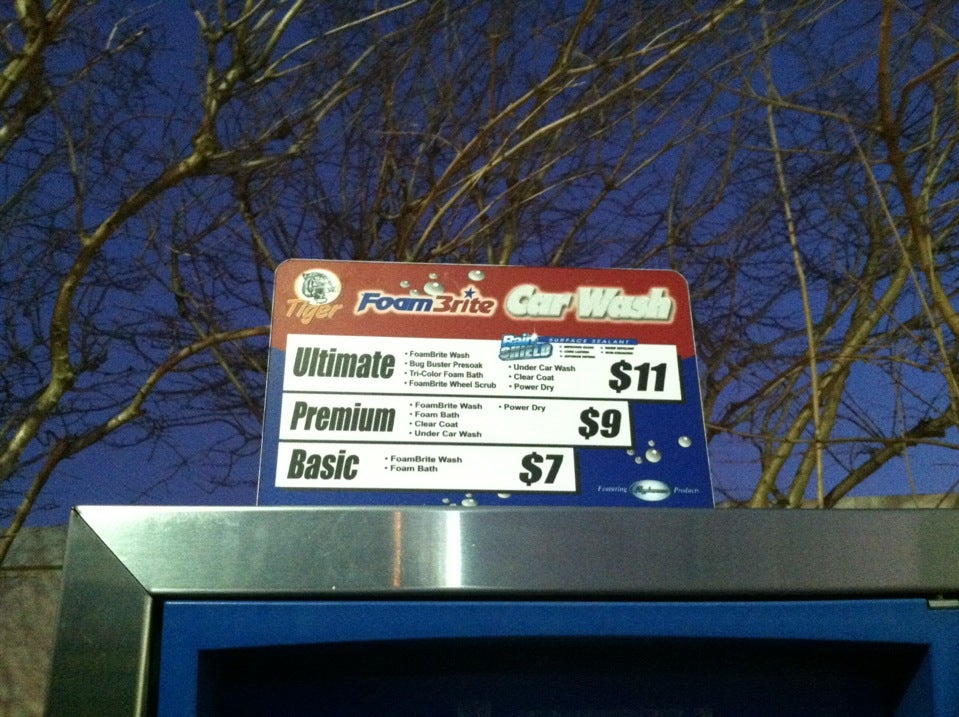 Tiger FoamBrite Car Wash
Rain SHIELD SURFACE SEALANT
Ultimate
• FoamBrite Wash
• Bug Buster Presoak
• Tri-Color Foam Bath
• FoamBrite Wheel Scrub
• Under Car Wash
• Clear Coat
• Power Dry
$11
Premium
• FoamBrite Wash
• Foam Bath
• Clear Coat
• Under Car Wash
• Power Dry
$9
Basic
• FoamBrite Wash
• Foam Bath
$7
Featuring Products